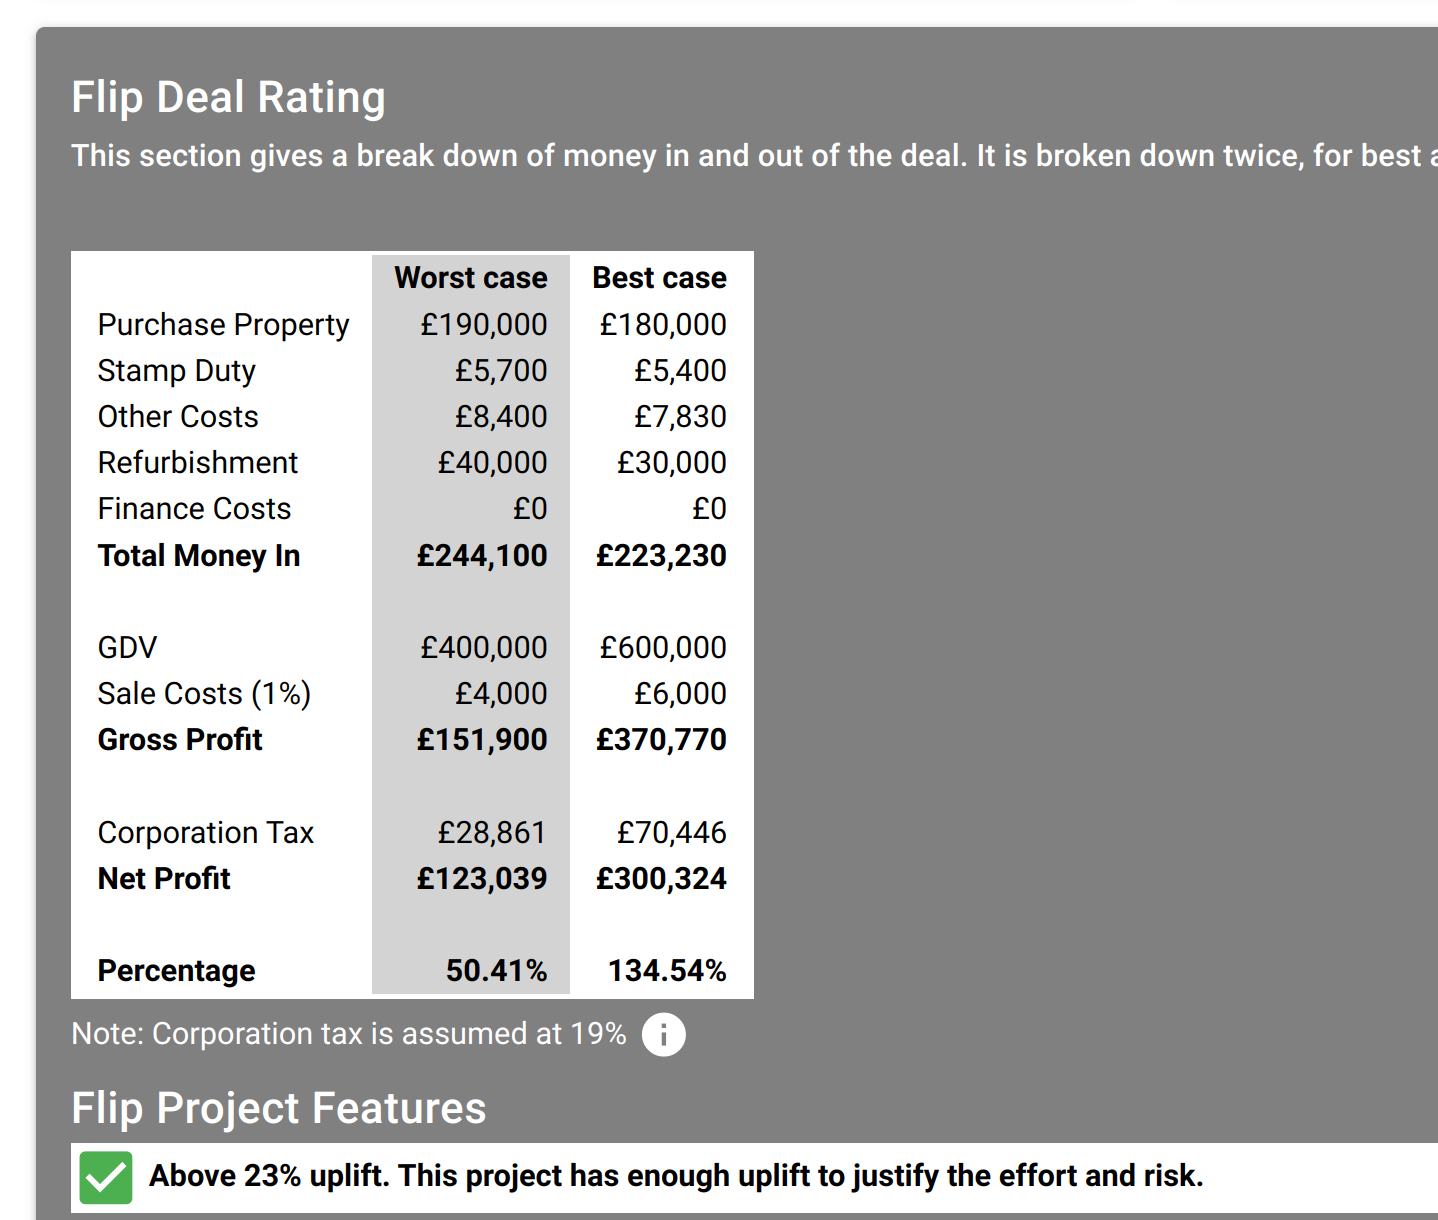 Flip Deal Rating
This section gives a break down of money in and out of the deal. It is broken down twice, for best
Worst case Best case
Purchase Property £190,000 £180,000
Stamp Duty £5,700 £5,400
Other Costs £8,400 £7,830
Refurbishment £40,000 £30,000
Finance Costs £0 £0
Total Money In £244,100 £223,230
GDV £400,000 £600,000
Sale Costs (1%) £4,000 £6,000
Gross Profit £151,900 £370,770
Corporation Tax £28,861 £70,446
Net Profit £123,039 £300,324
Percentage 50.41% 134.54%
Note: Corporation tax is assumed at 19% i
Flip Project Features
Above 23% uplift. This project has enough uplift to justify the effort and risk.